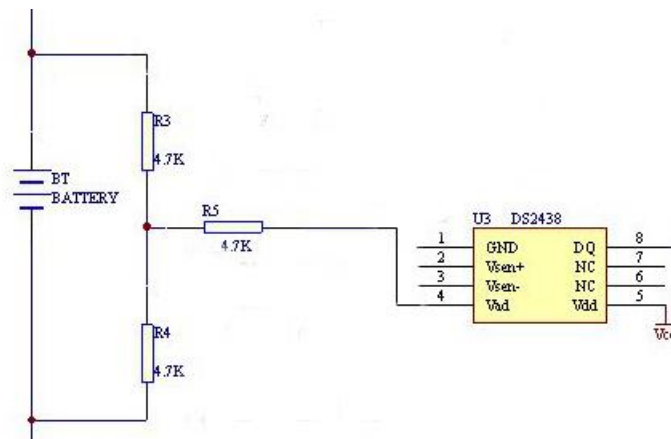 R3
4.7K
BT
BATTERY
R5
4.7K
R4
4.7K
U3 DS2438
1 GND DQ 8
2 Vsen+ NC 7
3 Vsen- NC 6
4 Vad Vdd 5